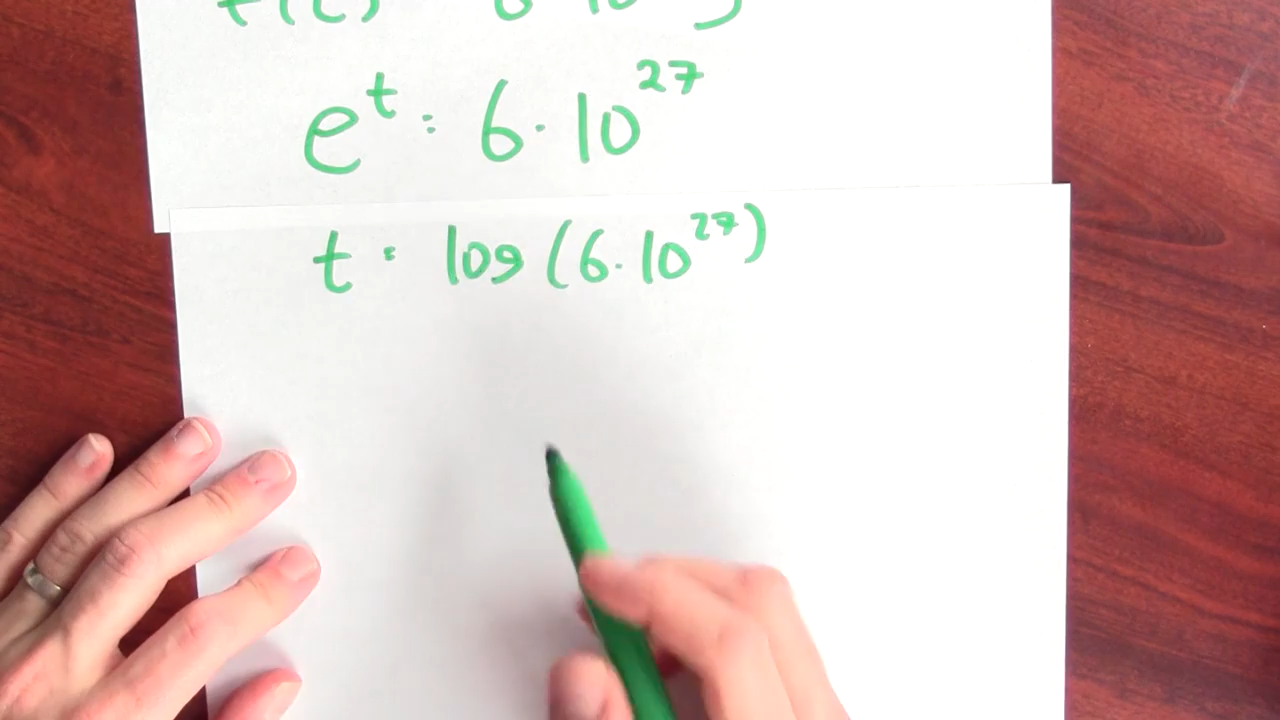 e^t = 6 · 10^27
t = log(6 · 10^27)